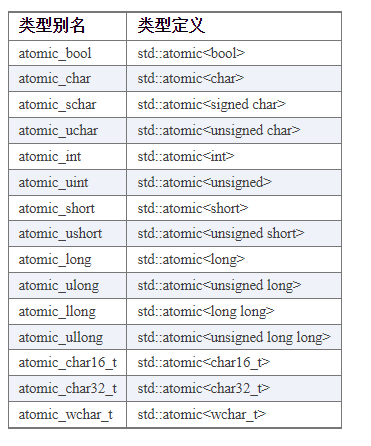 类型别名 类型定义
atomic_bool std::atomic<bool>
atomic_char std::atomic<char>
atomic_schar std::atomic<signed char>
atomic_uchar std::atomic<unsigned char>
atomic_int std::atomic<int>
atomic_uint std::atomic<unsigned>
atomic_short std::atomic<short>
atomic_ushort std::atomic<unsigned short>
atomic_long std::atomic<long>
atomic_ulong std::atomic<unsigned long>
atomic_llong std::atomic<long long>
atomic_ullong std::atomic<unsigned long long>
atomic_char16_t std::atomic<char16_t>
atomic_char32_t std::atomic<char32_t>
atomic_wchar_t std::atomic<wchar_t>